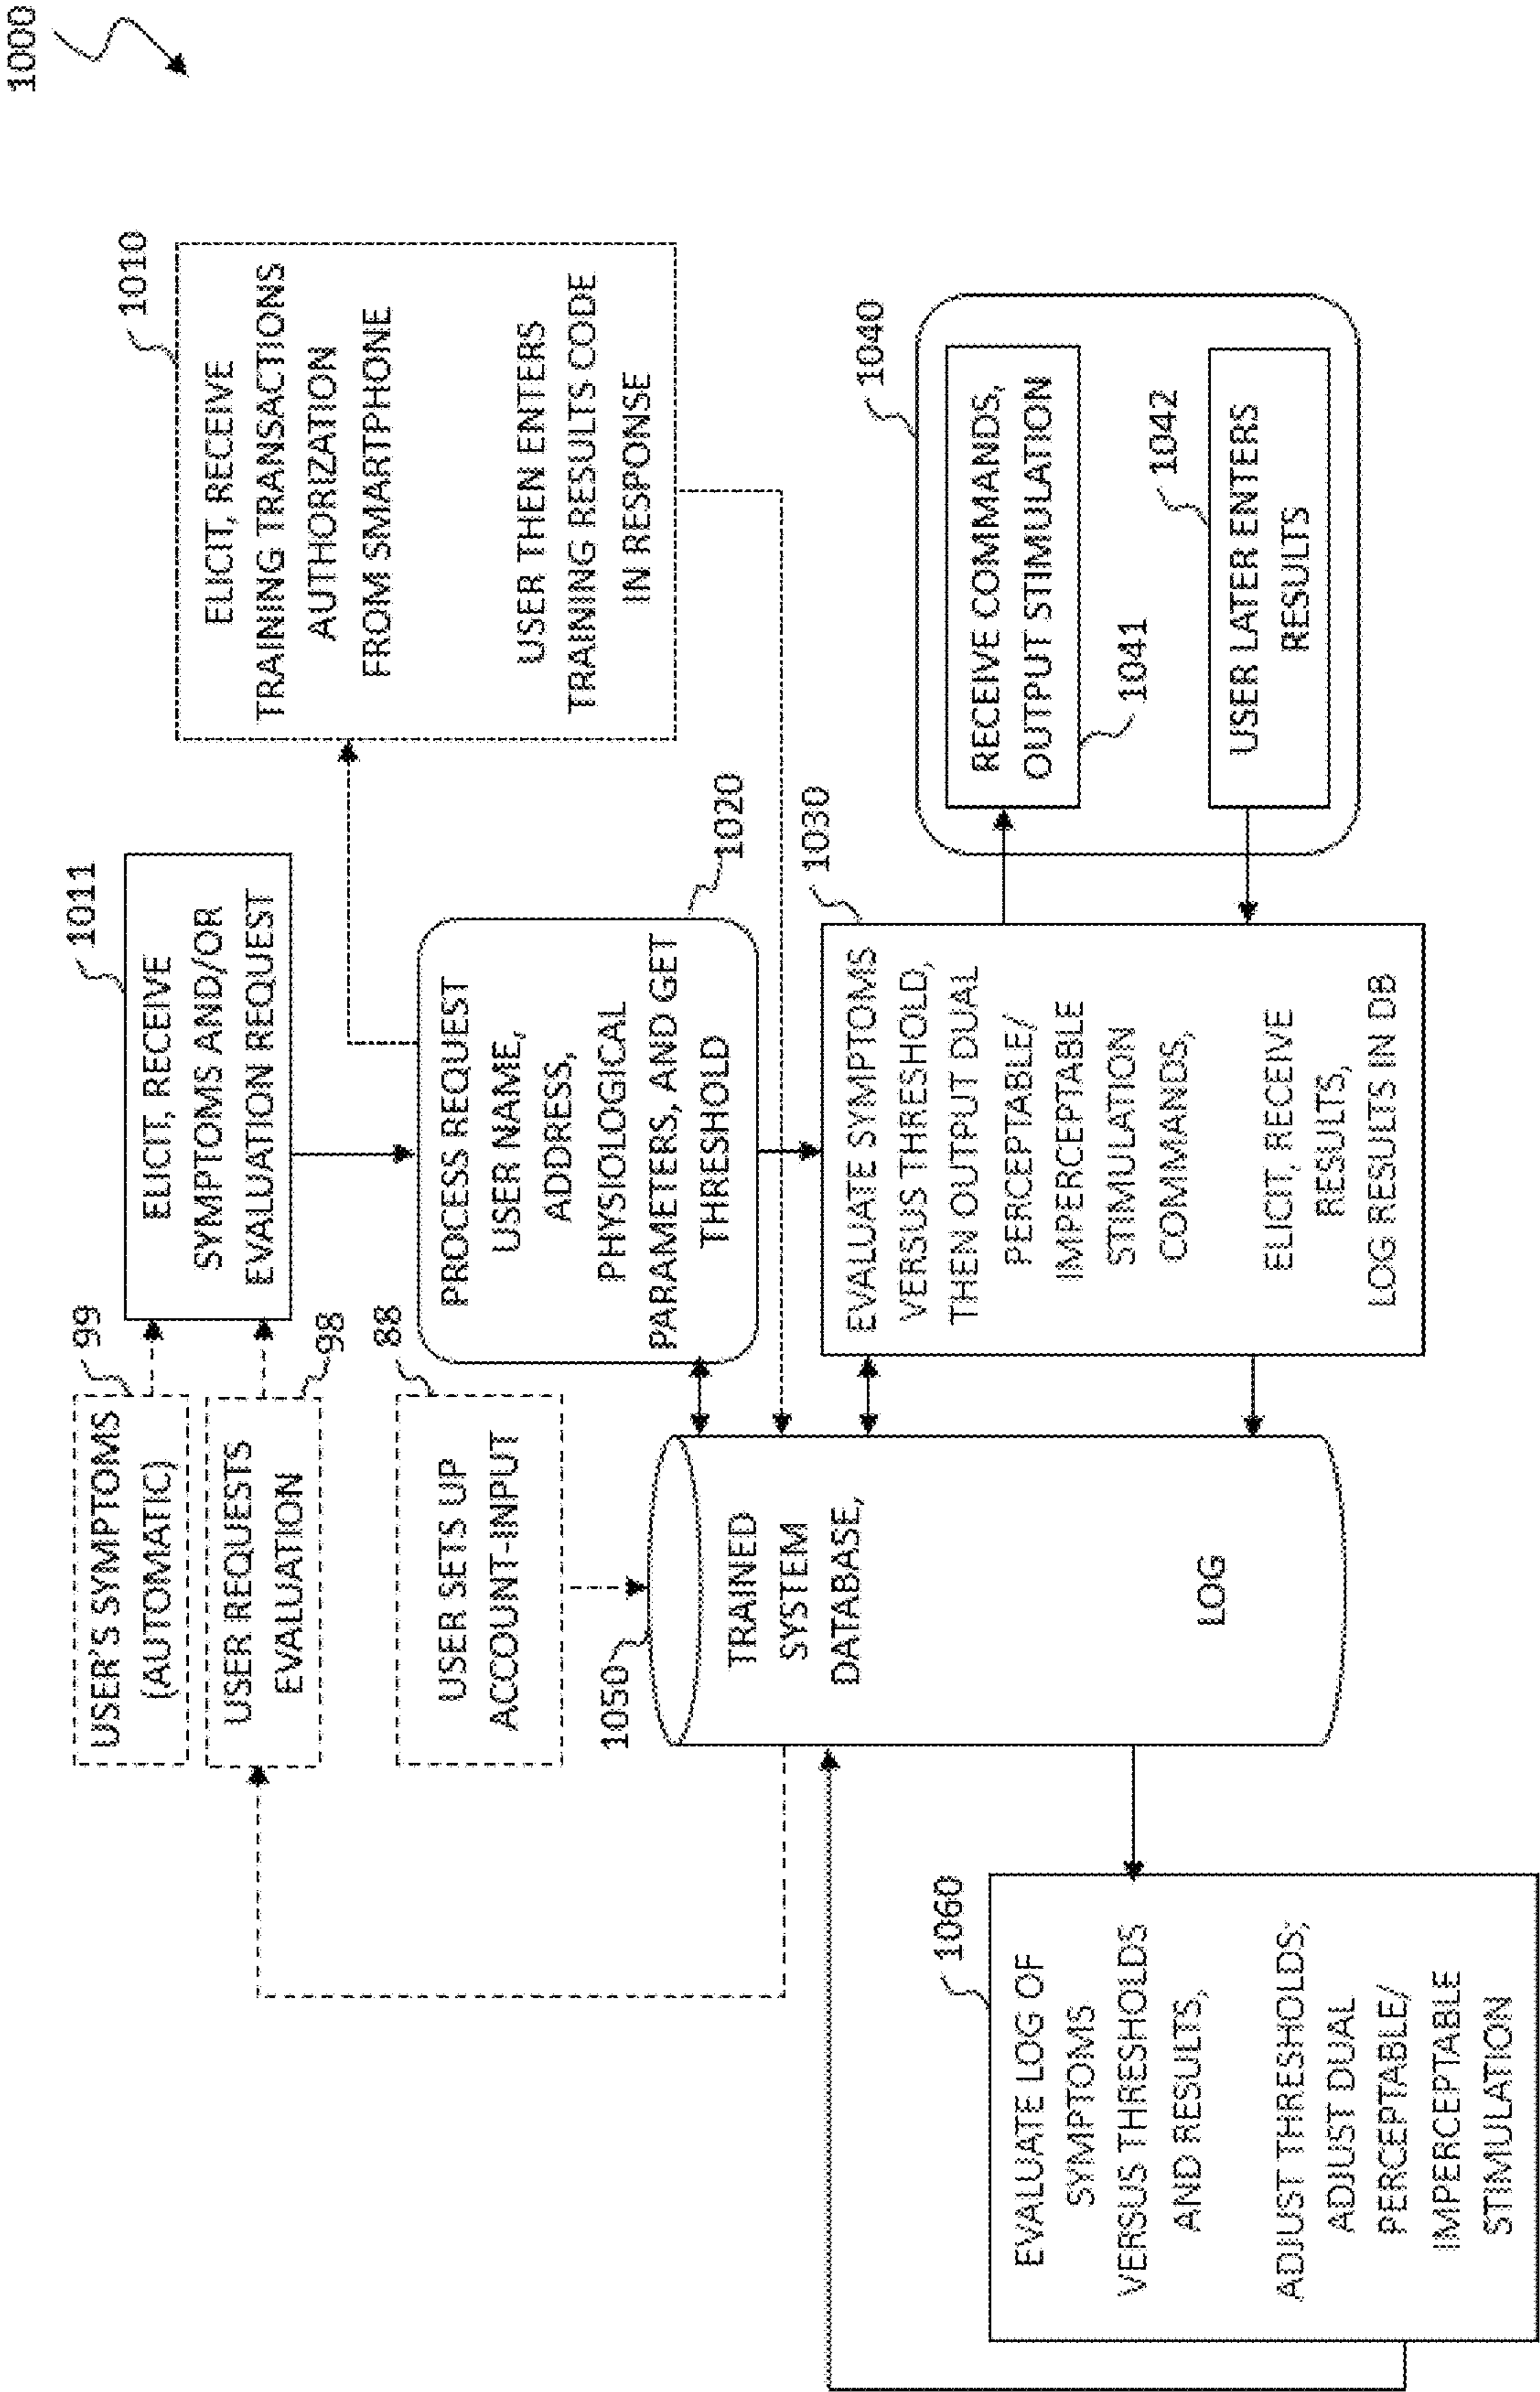 1000
USER'S SYMPTOMS
(AUTOMATIC)
99
USER REQUESTS
EVALUATION
98
1011
ELICIT, RECEIVE
SYMPTOMS AND/OR
EVALUATION REQUEST
1010
ELICIT, RECEIVE
TRAINING TRANSACTIONS
AUTHORIZATION
FROM SMARTPHONE
USER THEN ENTERS
TRAINING RESULTS CODE
IN RESPONSE
88
USER SETS UP
ACCOUNT-INPUT
1020
PROCESS REQUEST
USER NAME,
ADDRESS,
PHYSIOLOGICAL
PARAMETERS, AND GET
THRESHOLD
1050
TRAINED
SYSTEM
DATABASE,
LOG
1030
EVALUATE SYMPTOMS
VERSUS THRESHOLD,
THEN OUTPUT DUAL
PERCEPTABLE/
IMPERCEPTABLE
STIMULATION
COMMANDS,
ELICIT, RECEIVE
RESULTS,
LOG RESULTS IN DB
1040
RECEIVE COMMANDS,
OUTPUT STIMULATION
1041
1042
USER LATER ENTERS
RESULTS
1060
EVALUATE LOG OF
SYMPTOMS
VERSUS THRESHOLDS
AND RESULTS,
ADJUST THRESHOLDS;
ADJUST DUAL
PERCEPTABLE/
IMPERCEPTABLE
STIMULATION